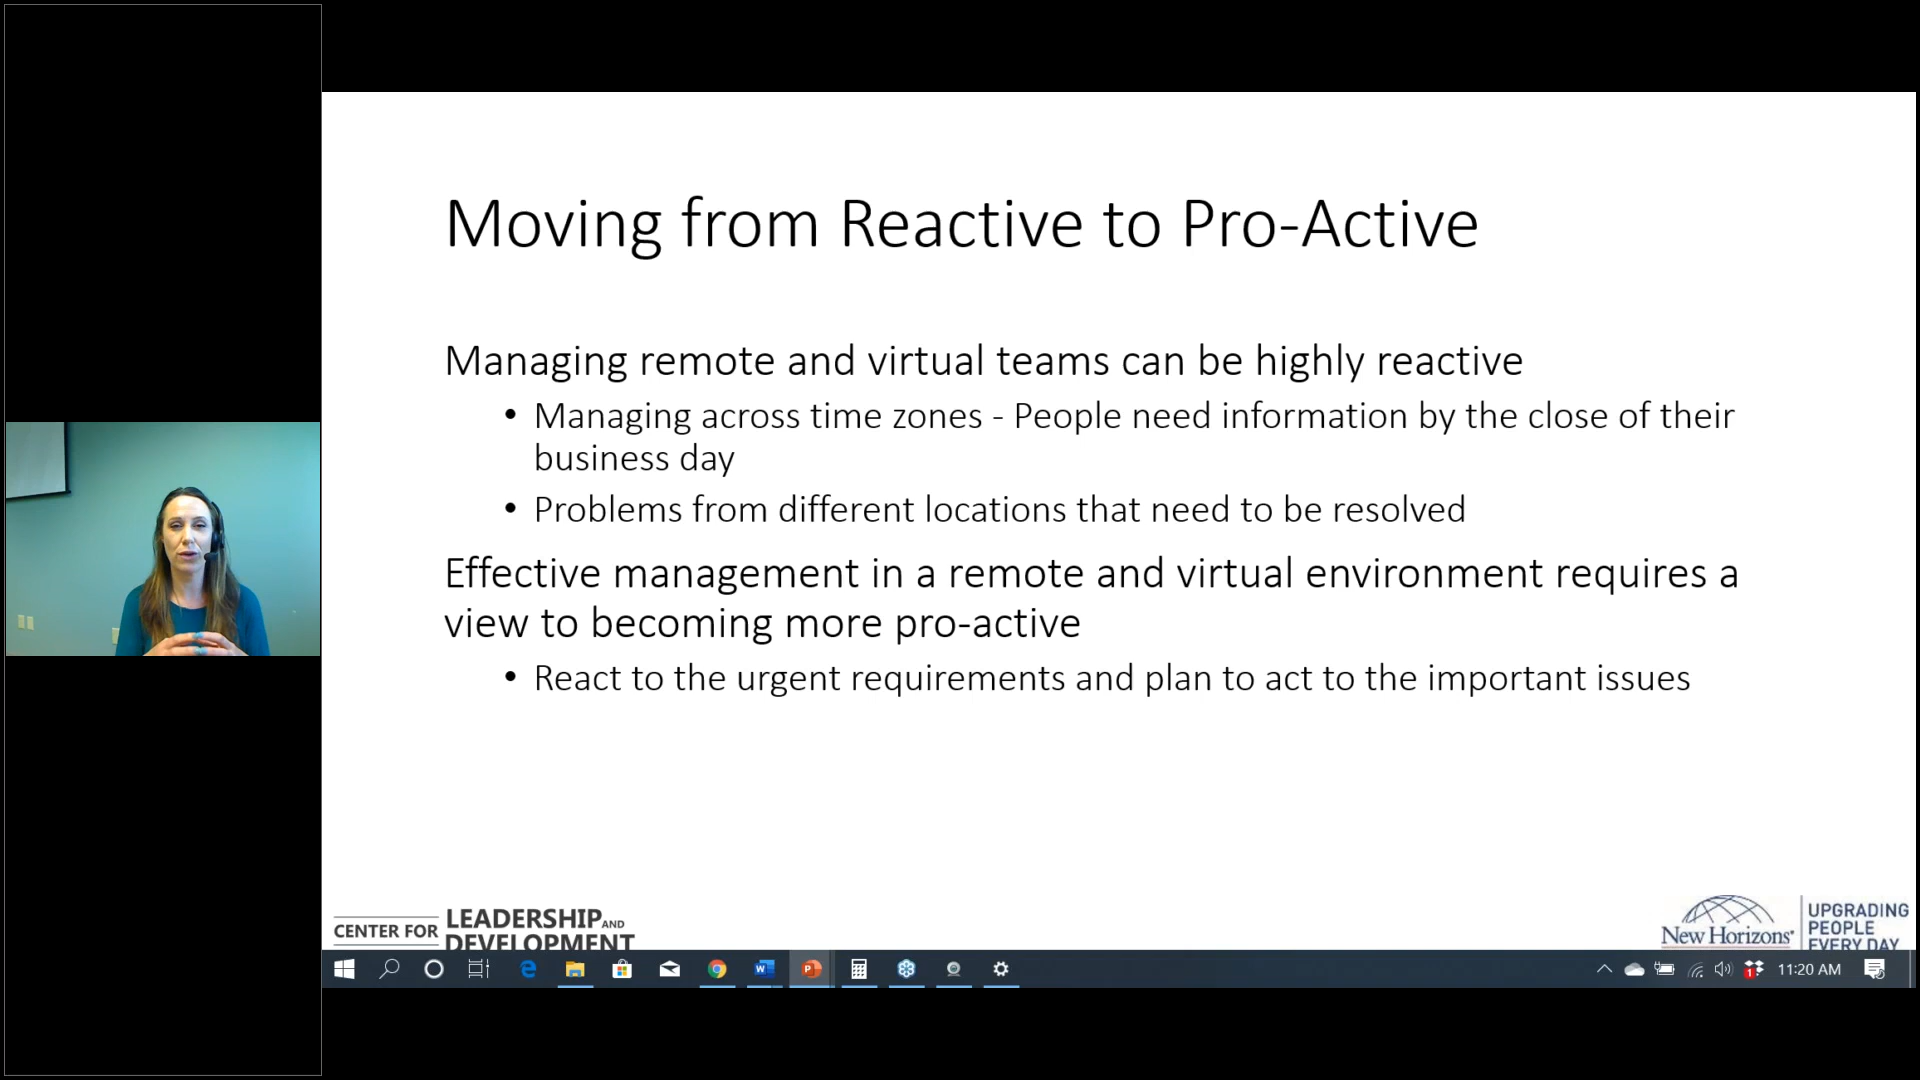 Moving from Reactive to Pro-Active
Managing remote and virtual teams can be highly reactive
• Managing across time zones - People need information by the close of their
business day
• Problems from different locations that need to be resolved
Effective management in a remote and virtual environment requires a
view to becoming more pro-active
• React to the urgent requirements and plan to act to the important issues
CENTER FOR LEADERSHIP AND
DEVELOPMENT
New Horizons®
UPGRADING
PEOPLE
EVERY DAY
11:20 AM